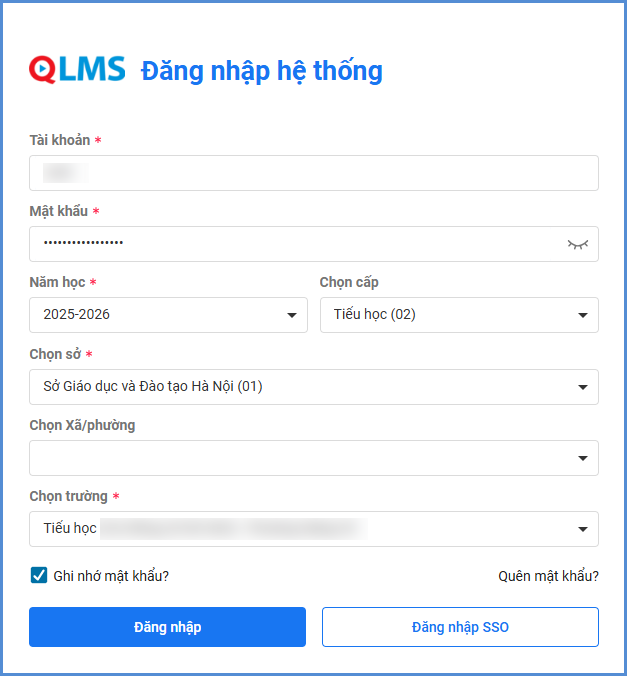 QLMS Đăng nhập hệ thống
Tài khoản *
Mật khẩu *
•••••••••••••••••
Năm học * Chọn cấp
2025-2026 Tiểu học (02)
Chọn sở *
Sở Giáo dục và Đào tạo Hà Nội (01)
Chọn Xã/phường
Chọn trường *
Tiểu học
Ghi nhớ mật khẩu? Quên mật khẩu?
Đăng nhập Đăng nhập SSO